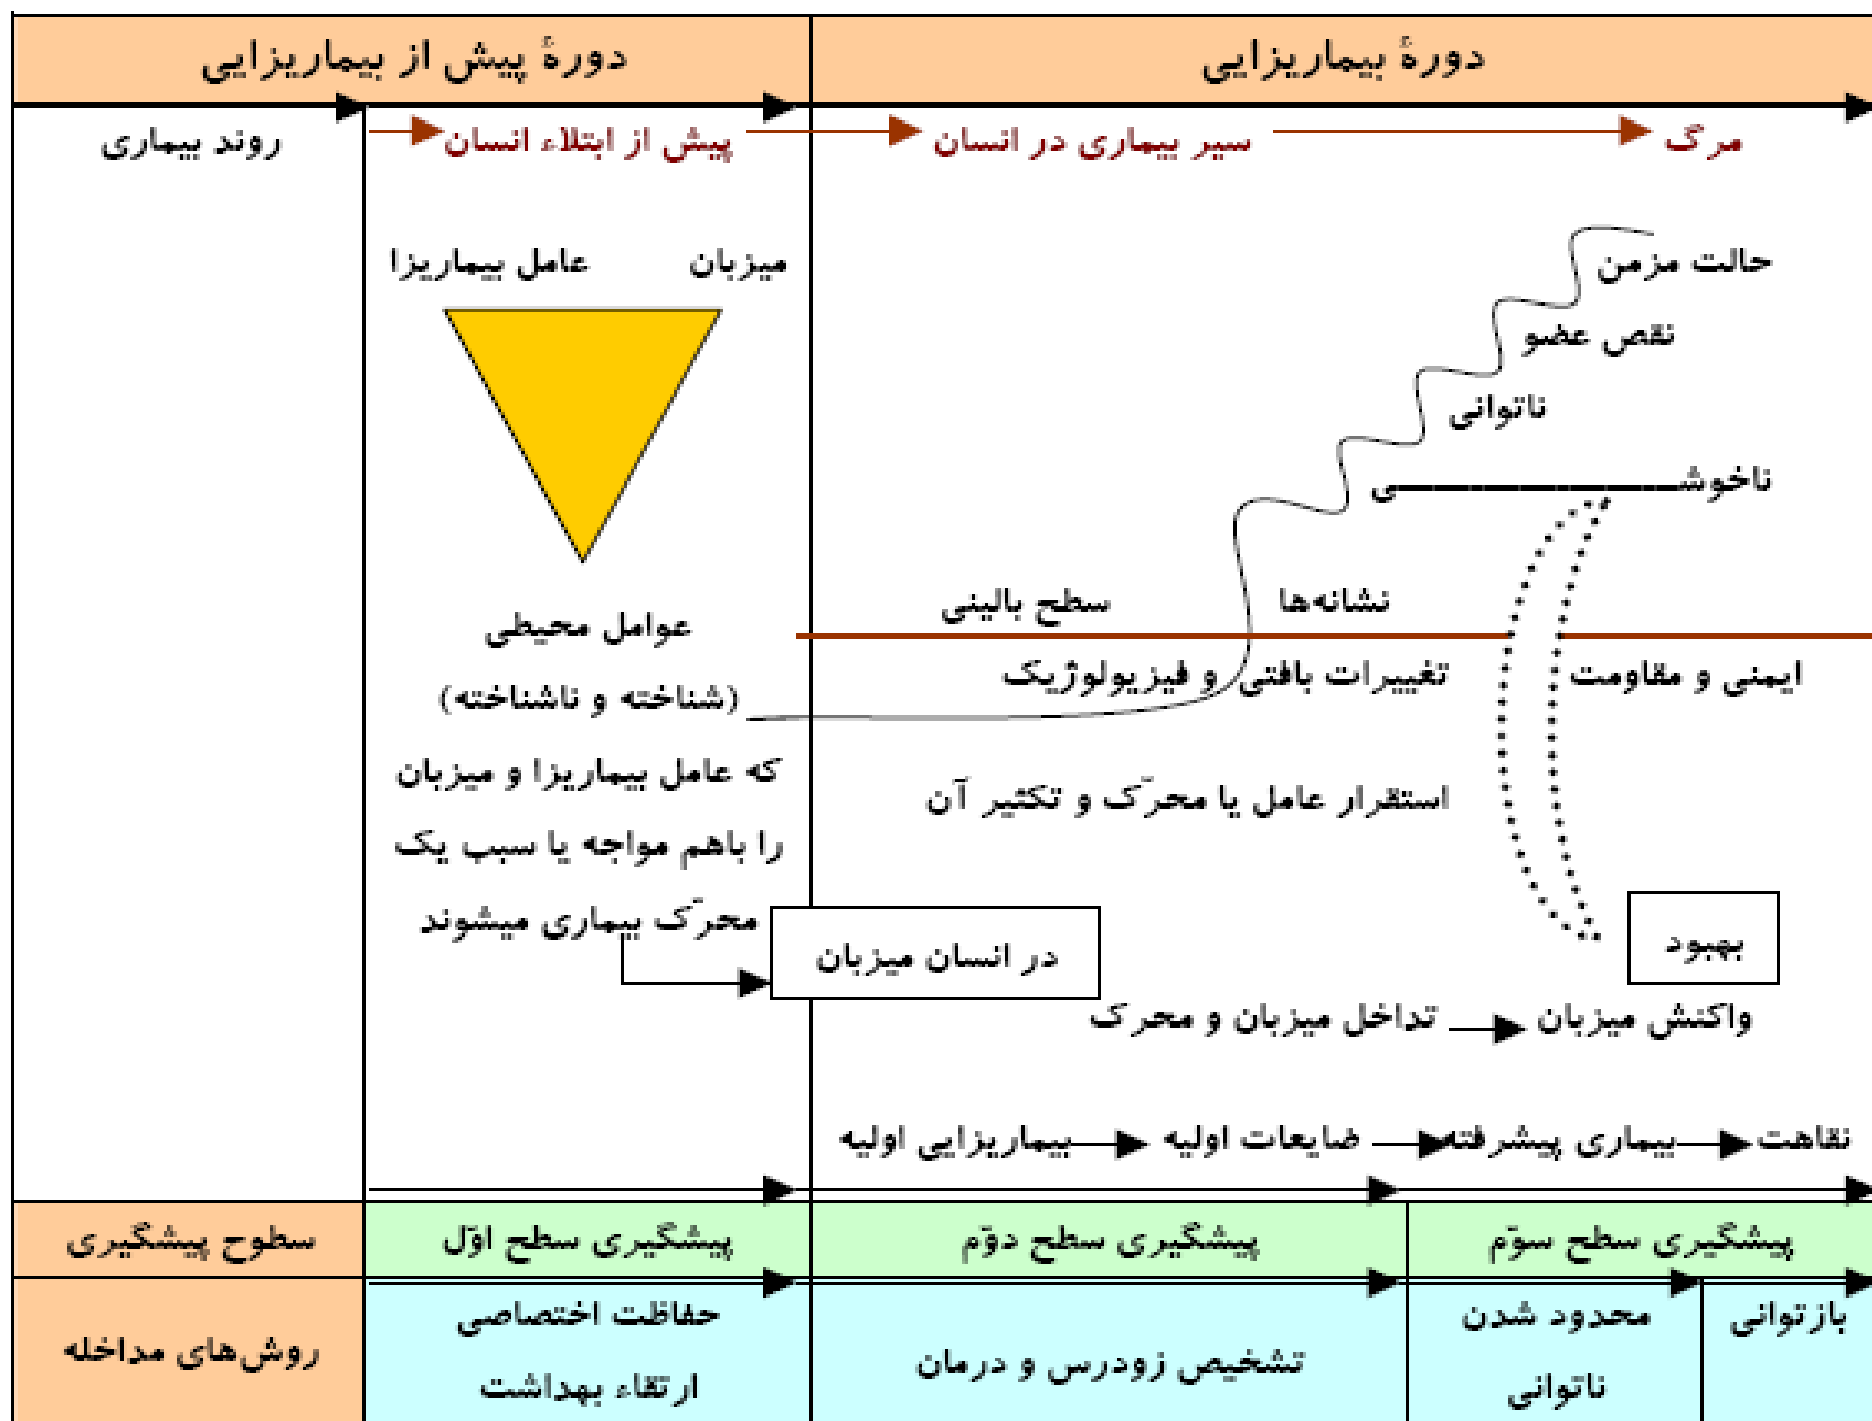 دورهٔ پیش از بیماریزایی
دورهٔ بیماریزایی
روند بیماری
پیش از ابتلاء انسان
سیر بیماری در انسان
مرگ
عامل بیماریزا
میزبان
عوامل محیطی
(شناخته و ناشناخته)
که عامل بیماریزا و میزبان
را باهم مواجه یا سبب یک
محرّک بیماری میشوند
حالت مزمن
نقص عضو
ناتوانی
ناخوشــــــــــــــــی
سطح بالینی
نشانه‌ها
تغییرات بافتی و فیزیولوژیک
ایمنی و مقاومت
استقرار عامل یا محرّک و تکثیر آن
در انسان میزبان
بهبود
تداخل میزبان و محرک
واکنش میزبان
بیماریزایی اولیه
ضایعات اولیه
بیماری پیشرفته
نقاهت
سطوح پیشگیری
پیشگیری سطح اوّل
پیشگیری سطح دوّم
پیشگیری سطح سوّم
روش‌های مداخله
حفاظت اختصاصی
ارتقاء بهداشت
تشخیص زودرس و درمان
محدود شدن
ناتوانی
بازتوانی